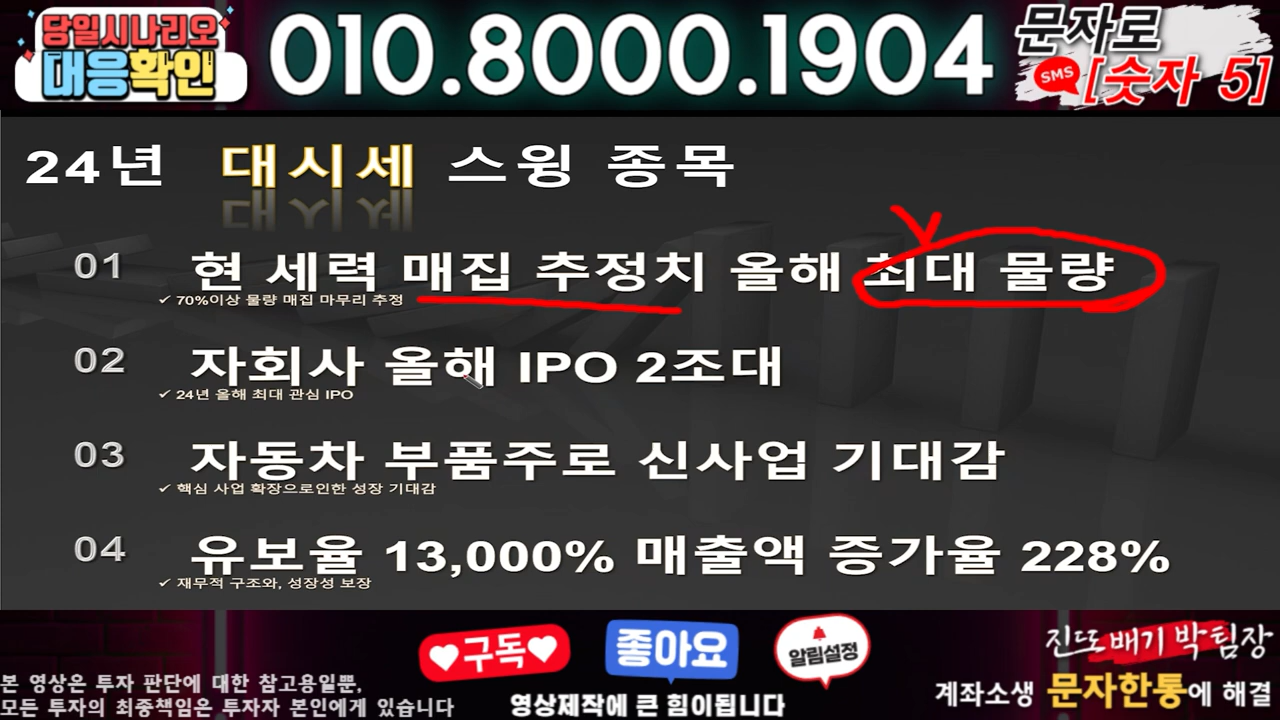 당일시나리오
대응확인
010.8000.1904
문자로
SMS
[숫자 5]
24년 대시세 스윙 종목
01 현 세력 매집 추정치 올해 최대 물량
✓ 70%이상 물량 매집 마무리 추정
02 자회사 올해 IPO 2조대
✓ 24년 올해 최대 관심 IPO
03 자동차 부품주로 신사업 기대감
✓ 핵심 사업 확장으로인한 성장 기대감
04 유보율 13,000% 매출액 증가율 228%
✓ 재무적 구조와, 성장성 보장
구독
좋아요
알림설정
진또배기 박팀장
본 영상은 투자 판단에 대한 참고용일뿐,
모든 투자의 최종책임은 투자자 본인에게 있습니다
영상제작에 큰 힘이됩니다
계좌소생 문자한통에 해결